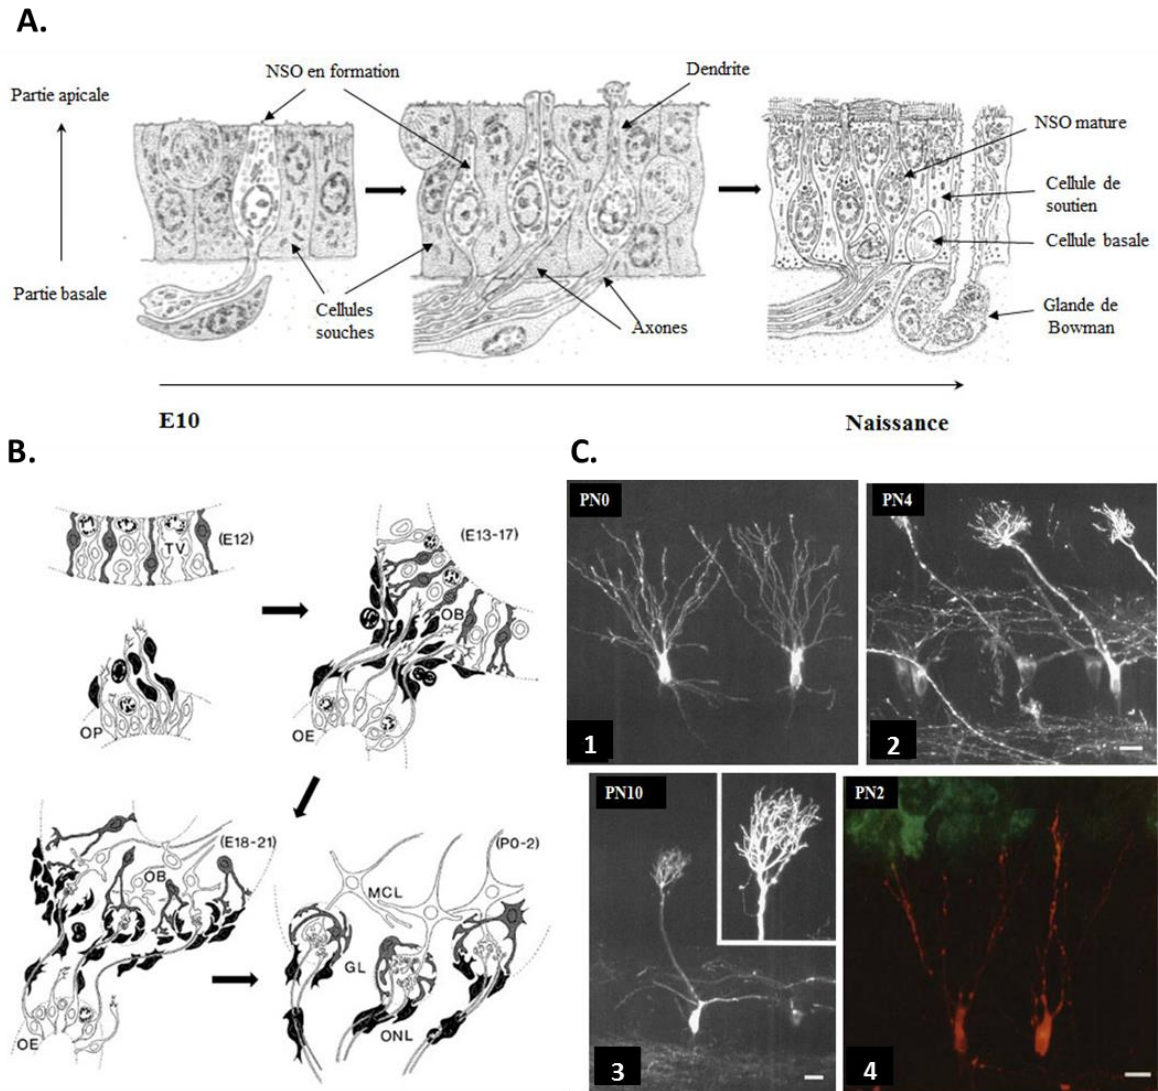 A.
NSO en formation
Dendrite
Partie apicale
NSO mature
Cellule de
soutien
Cellule basale
Partie basale
Cellules
souches
Axones
Glande de
Bowman
E10
Naissance
B.
(E12)
TV
OP
(E13-17)
OB
OE
(E18-21)
OB
OE
(P0-2)
MCL
GL
ONL
C.
PN0
1
PN4
2
PN10
3
PN2
4